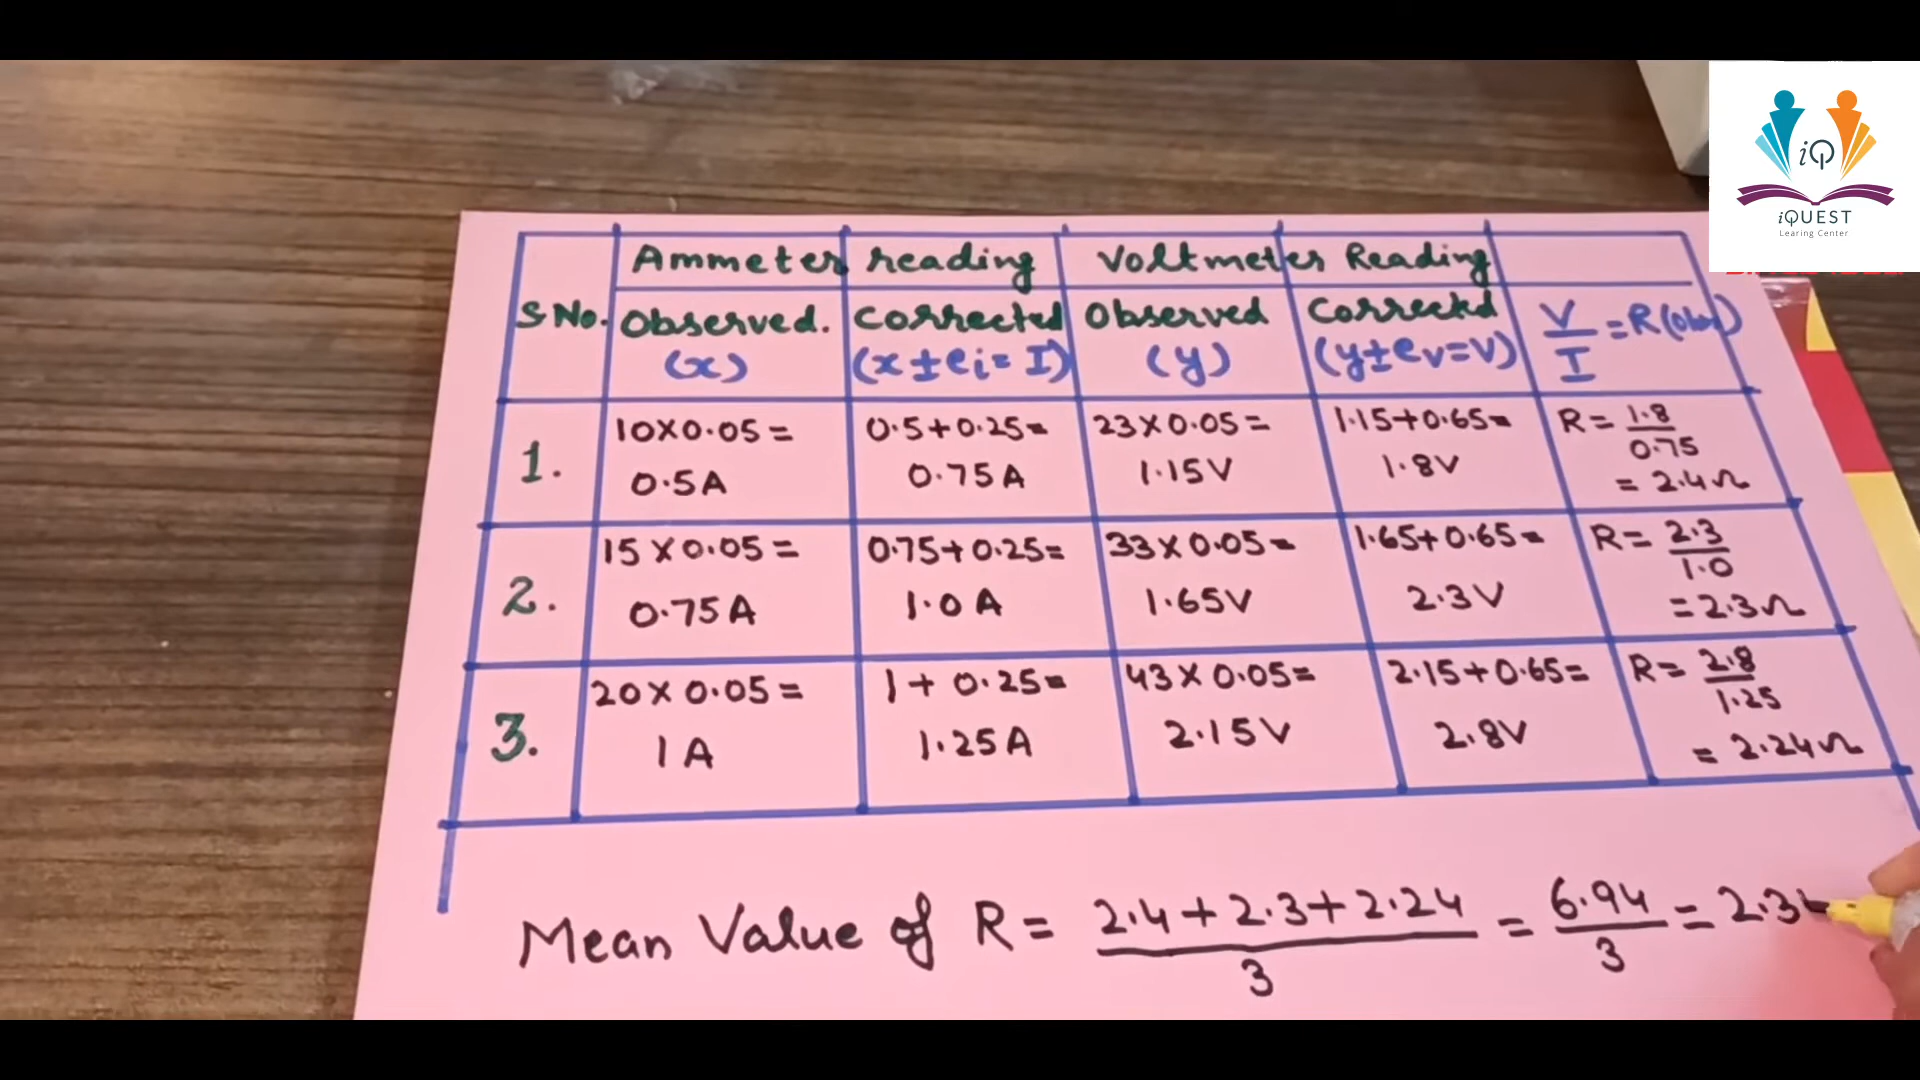 iQ
iQUEST
Learing Center
Ammeter reading
Voltmeter Reading
S No.
Observed.
(x)
Corrected
(x±ei= I)
Observed
(y)
Corrected
(y±ev=V)
V/I =R(Obs)
1.
10×0.05=
0.5A
0.5+0.25=
0.75A
23×0.05=
1.15V
1.15+0.65=
1.8V
R= 1.8/0.75
= 2.4Ω
2.
15×0.05=
0.75A
0.75+0.25=
1.0A
33×0.05=
1.65V
1.65+0.65=
2.3V
R= 2.3/1.0
=2.3Ω
3.
20×0.05=
1A
1+0.25=
1.25A
43×0.05=
2.15V
2.15+0.65=
2.8V
R= 2.8/1.25
= 2.24Ω
Mean Value of R= 2.4+2.3+2.24/3 = 6.94/3 =2.3